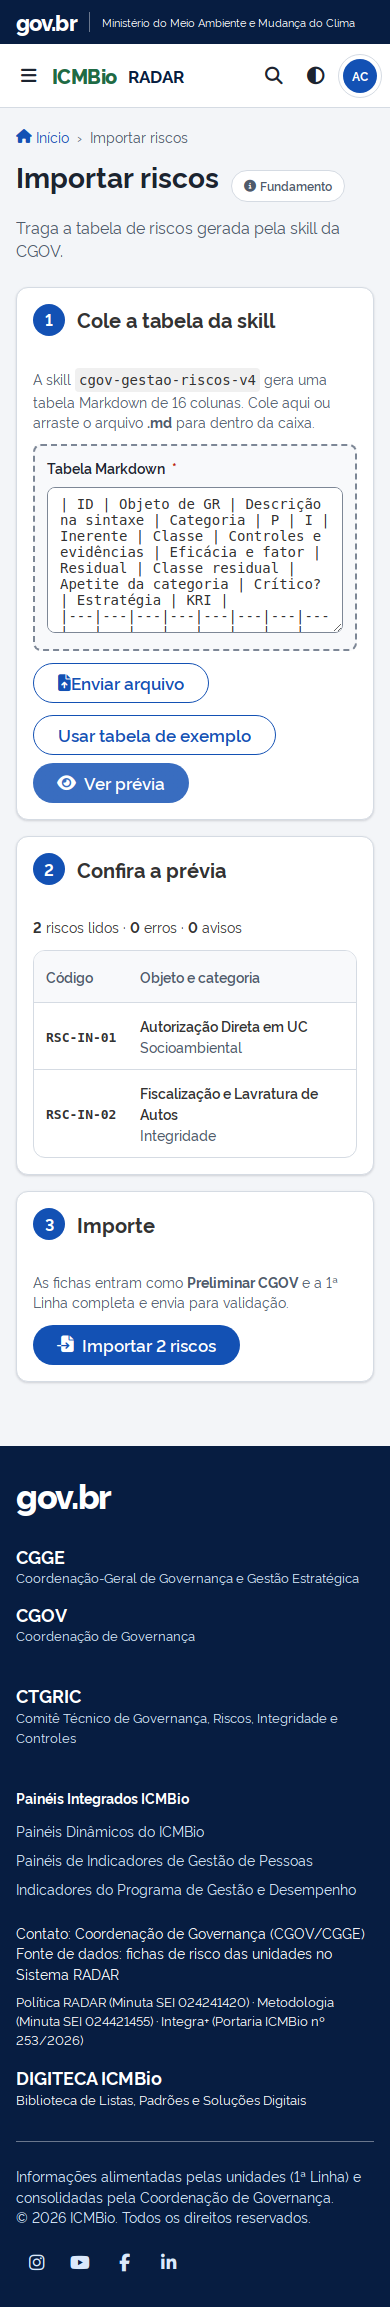 gov.br Ministério do Meio Ambiente e Mudança do Clima
ICMBio RADAR AC
Início › Importar riscos
Importar riscos Fundamento
Traga a tabela de riscos gerada pela skill da
CGOV.
1 Cole a tabela da skill
A skill cgov-gestao-riscos-v4 gera uma
tabela Markdown de 16 colunas. Cole aqui ou
arraste o arquivo .md para dentro da caixa.
Tabela Markdown *
| ID | Objeto de GR | Descrição
na sintaxe | Categoria | P | I |
Inerente | Classe | Controles e
evidências | Eficácia e fator |
Residual | Classe residual |
Apetite da categoria | Crítico?
| Estratégia | KRI |
|---|---|---|---|---|---|---|---
Enviar arquivo
Usar tabela de exemplo
Ver prévia
2 Confira a prévia
2 riscos lidos · 0 erros · 0 avisos
Código Objeto e categoria
RSC-IN-01 Autorização Direta em UC
Socioambiental
RSC-IN-02 Fiscalização e Lavratura de
Autos
Integridade
3 Importe
As fichas entram como Preliminar CGOV e a 1ª
Linha completa e envia para validação.
Importar 2 riscos
gov.br
CGGE
Coordenação-Geral de Governança e Gestão Estratégica
CGOV
Coordenação de Governança
CTGRIC
Comitê Técnico de Governança, Riscos, Integridade e
Controles
Painéis Integrados ICMBio
Painéis Dinâmicos do ICMBio
Painéis de Indicadores de Gestão de Pessoas
Indicadores do Programa de Gestão e Desempenho
Contato: Coordenação de Governança (CGOV/CGGE)
Fonte de dados: fichas de risco das unidades no
Sistema RADAR
Política RADAR (Minuta SEI 024241420) · Metodologia
(Minuta SEI 024421455) · Integra+ (Portaria ICMBio nº
253/2026)
DIGITECA ICMBio
Biblioteca de Listas, Padrões e Soluções Digitais
Informações alimentadas pelas unidades (1ª Linha) e
consolidadas pela Coordenação de Governança.
© 2026 ICMBio. Todos os direitos reservados.